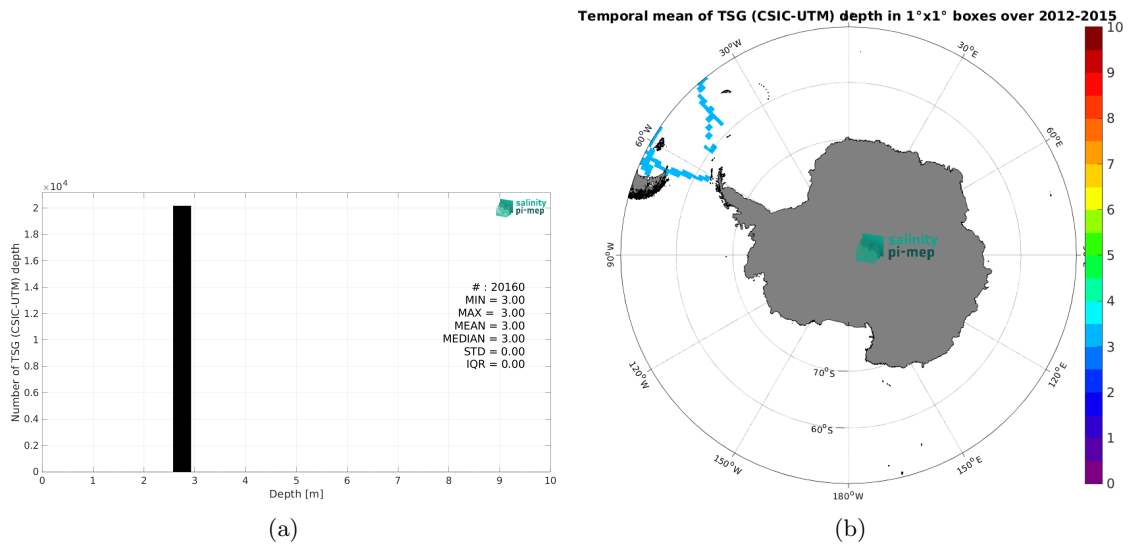 ×10⁴
2
1.8
1.6
1.4
1.2
1
0.8
0.6
0.4
0.2
0
Number of TSG (CSIC-UTM) depth
0 1 2 3 4 5 6 7 8 9 10
Depth [m]
salinity
pi-mep
# : 20160
MIN = 3.00
MAX = 3.00
MEAN = 3.00
MEDIAN = 3.00
STD = 0.00
IQR = 0.00
(a)
Temporal mean of TSG (CSIC-UTM) depth in 1°x1° boxes over 2012-2015
30°W
30°E
60°W
60°E
90°W
120°W
120°E
150°W
150°E
180°W
70°S
60°S
salinity
pi-mep
10
9
8
7
6
5
4
3
2
1
0
(b)